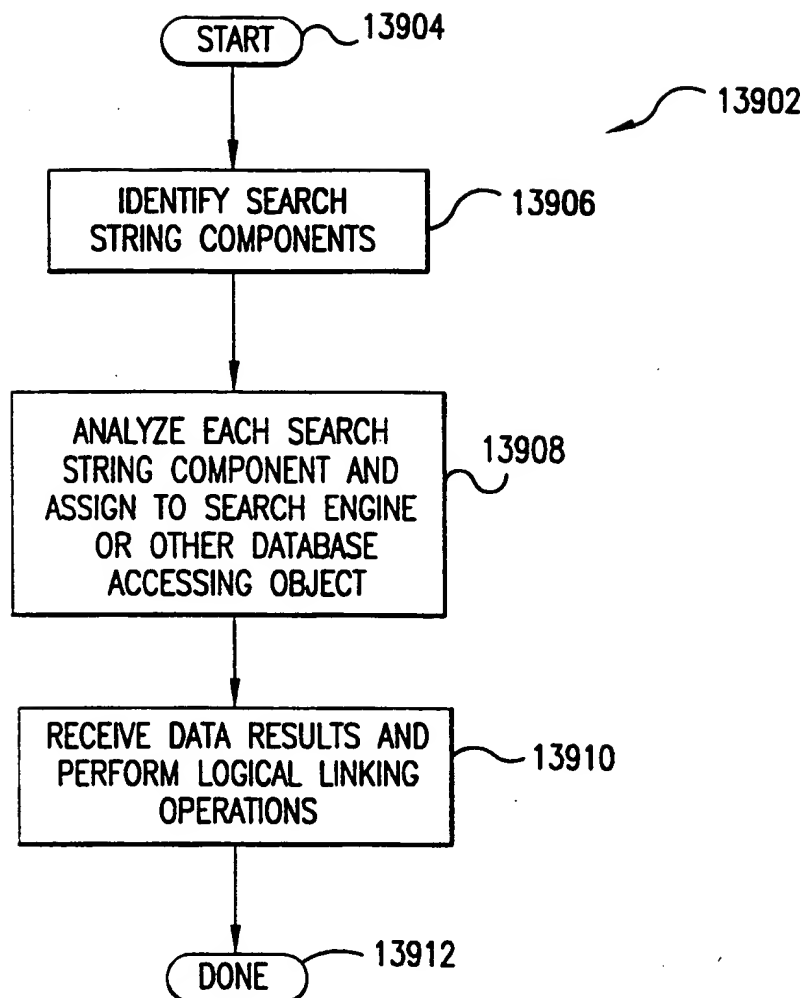 START
13904
13902
IDENTIFY SEARCH
STRING COMPONENTS
13906
ANALYZE EACH SEARCH
STRING COMPONENT AND
ASSIGN TO SEARCH ENGINE
OR OTHER DATABASE
ACCESSING OBJECT
13908
RECEIVE DATA RESULTS AND
PERFORM LOGICAL LINKING
OPERATIONS
13910
DONE
13912